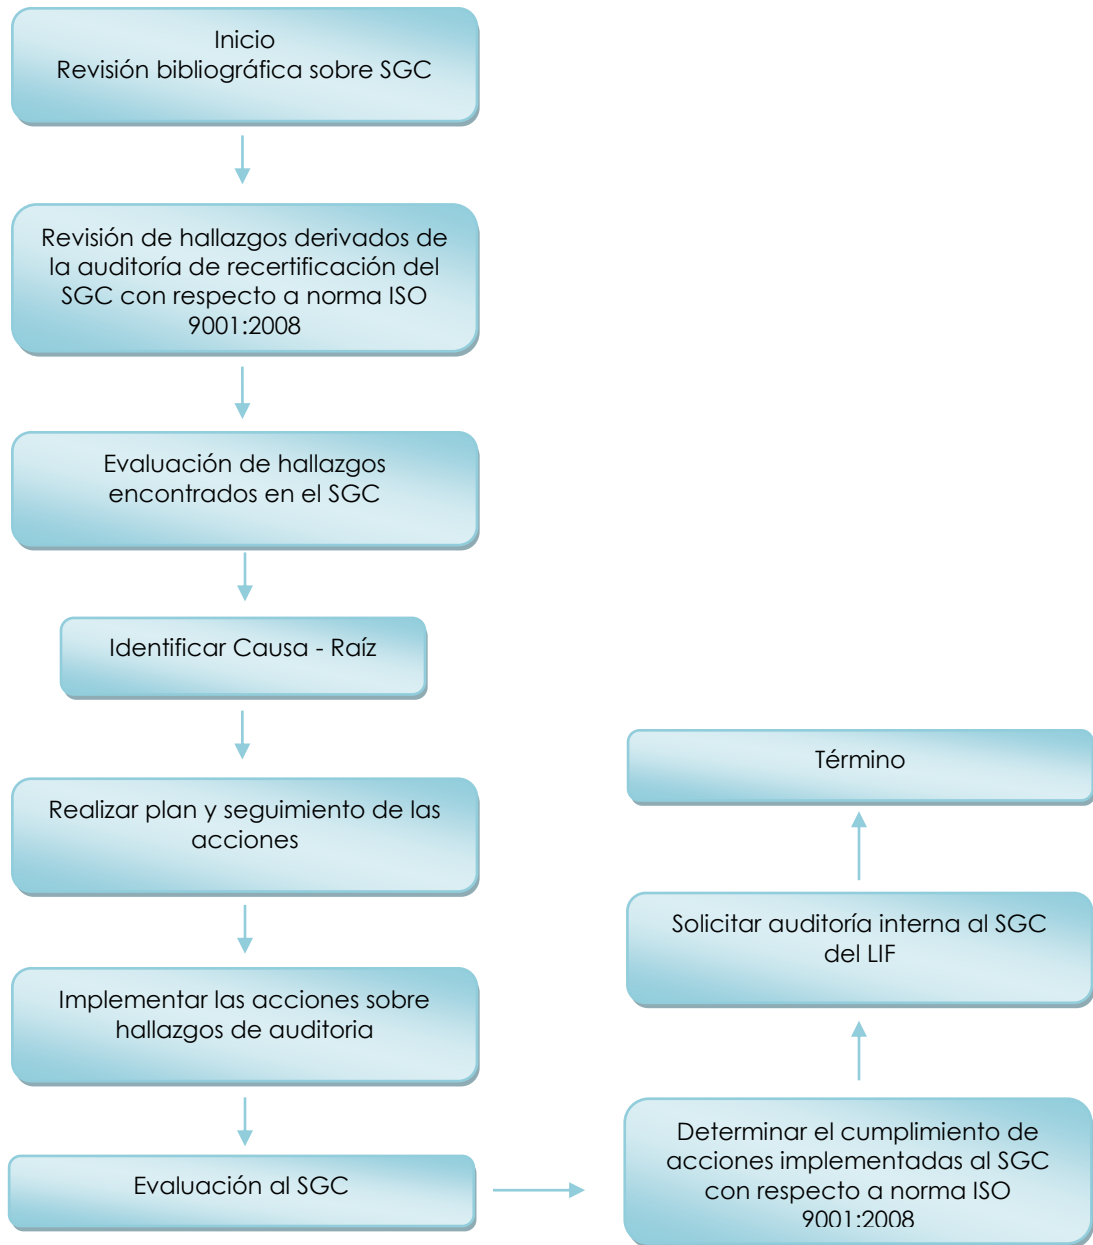 Inicio
Revisión bibliográfica sobre SGC
Revisión de hallazgos derivados de
la auditoría de recertificación del
SGC con respecto a norma ISO
9001:2008
Evaluación de hallazgos
encontrados en el SGC
Identificar Causa - Raíz
Realizar plan y seguimiento de las
acciones
Implementar las acciones sobre
hallazgos de auditoria
Evaluación al SGC
Determinar el cumplimiento de
acciones implementadas al SGC
con respecto a norma ISO
9001:2008
Solicitar auditoría interna al SGC
del LIF
Término